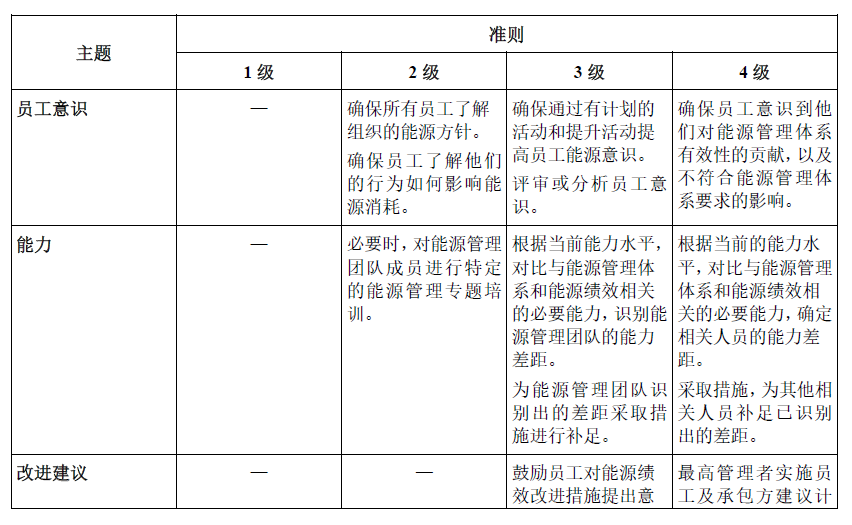 主题
准则
1 级
2 级
3 级
4 级
员工意识
—
确保所有员工了解
组织的能源方针。
确保员工了解他们
的行为如何影响能
源消耗。
确保通过有计划的
活动和提升活动提
高员工能源意识。
评审或分析员工意
识。
确保员工意识到他
们对能源管理体系
有效性的贡献，以及
不符合能源管理体
系要求的影响。
能力
—
必要时，对能源管理
团队成员进行特定
的能源管理专题培
训。
根据当前能力水平，
对比与能源管理体
系和能源绩效相关
的必要能力，识别能
源管理团队的能力
差距。
为能源管理团队识
别出的差距采取措
施进行补足。
根据当前的能力水
平，对比与能源管理
体系和能源绩效相
关的必要能力，确定
相关人员的能力差
距。
采取措施，为其他相
关人员补足已识别
出的差距。
改进建议
—
—
鼓励员工对能源绩
效改进措施提出意
最高管理者实施员
工及承包方建议计